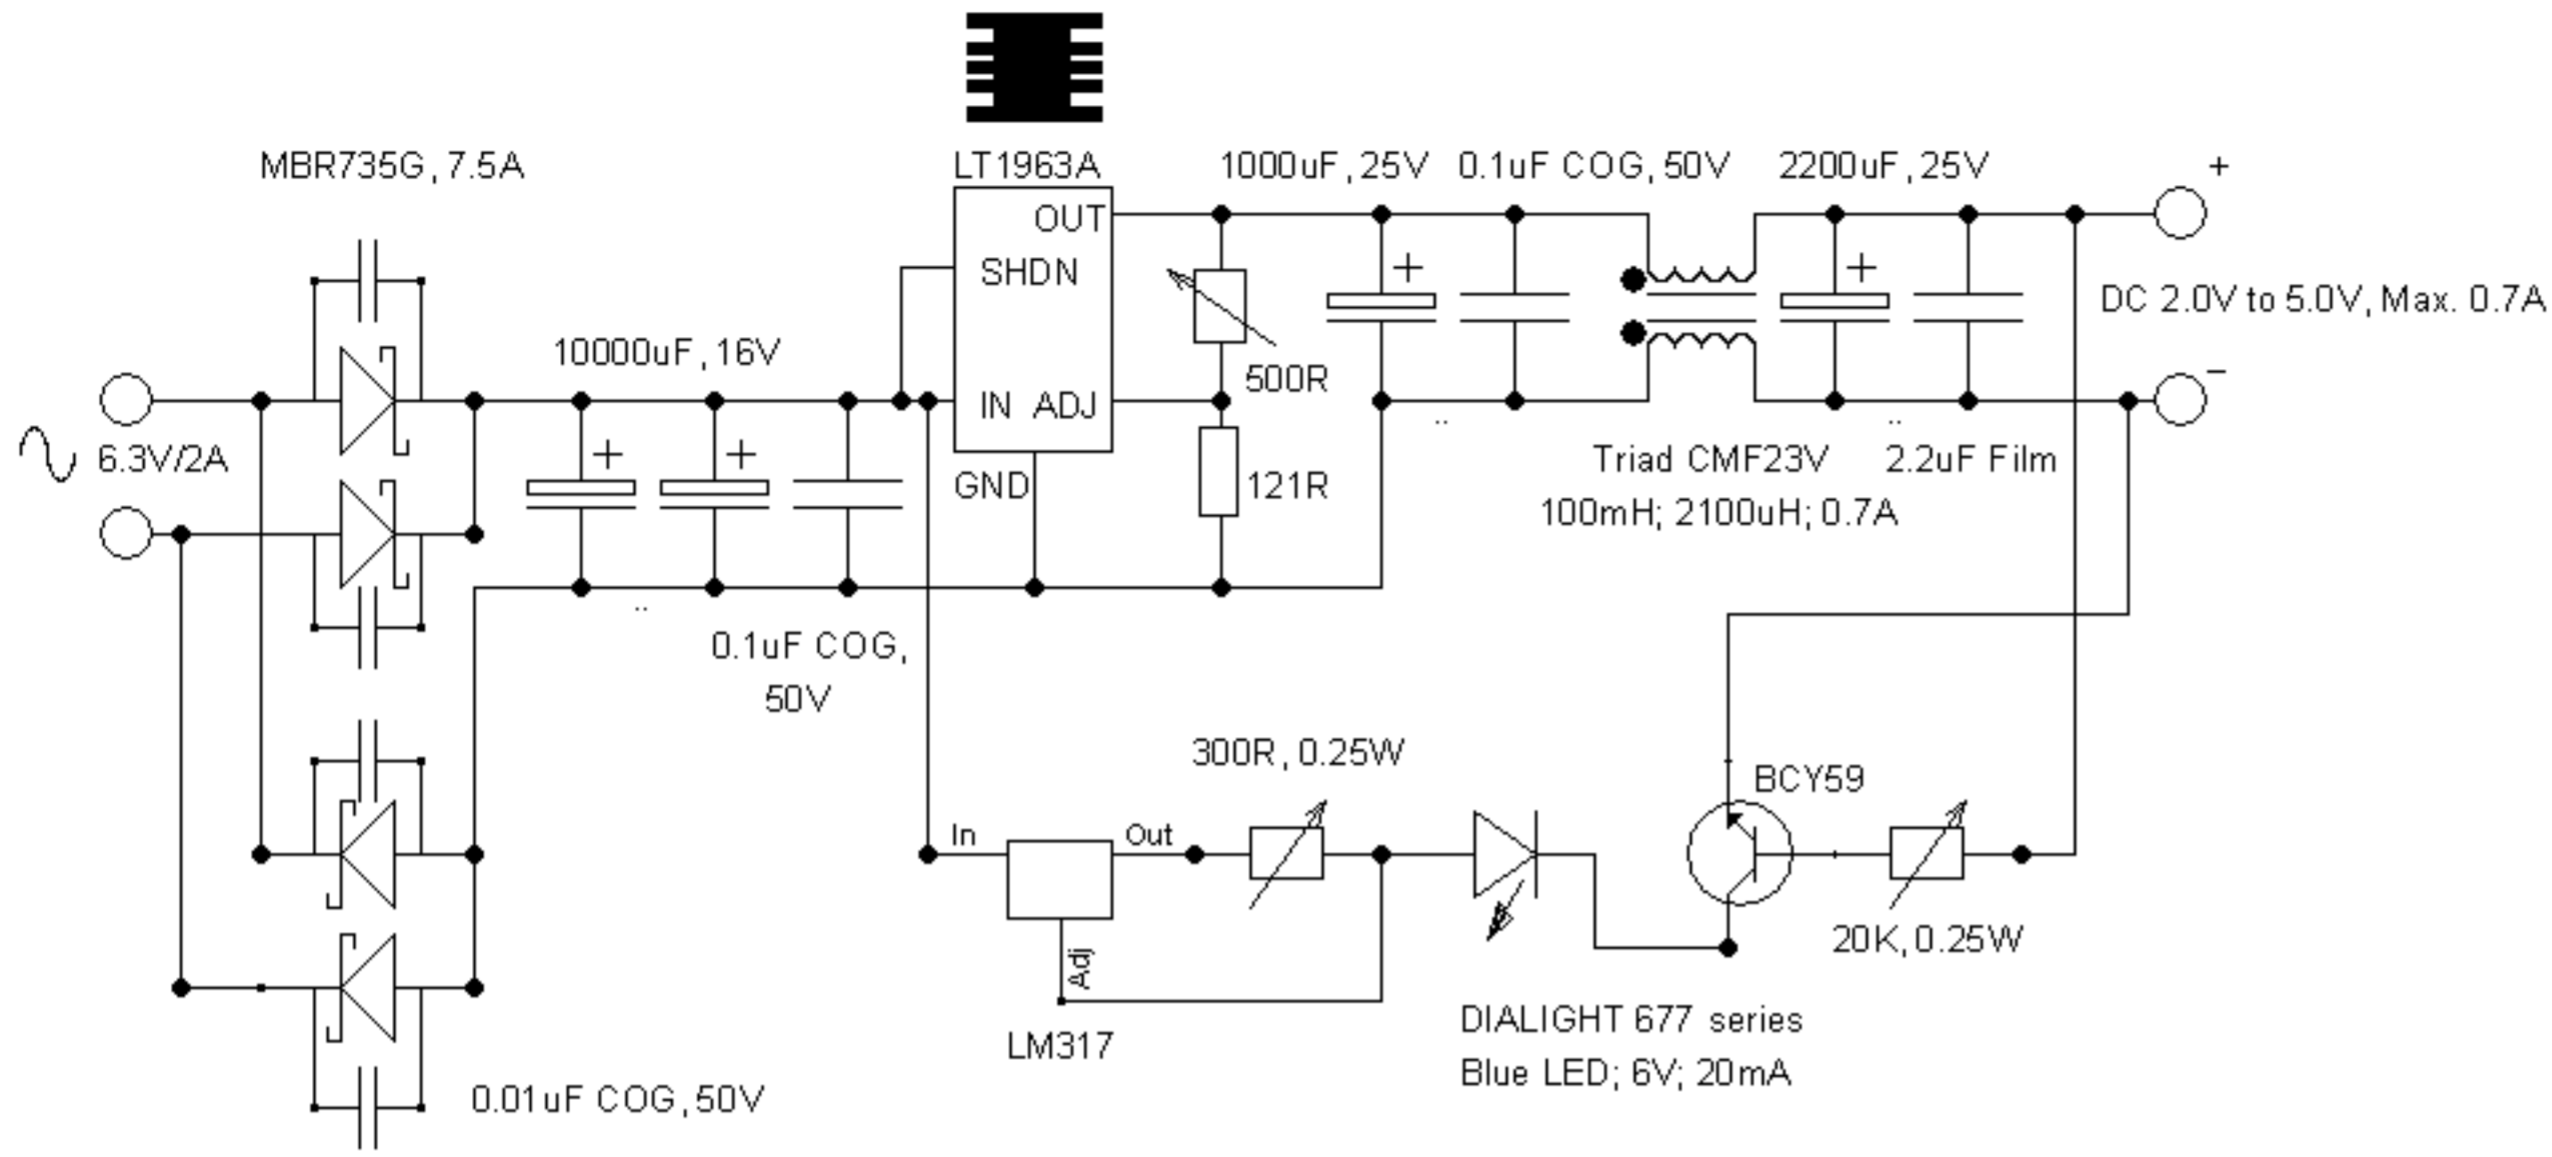 LT1963A
MBR735G, 7.5A
1000uF, 25V
0.1uF COG, 50V
2200uF, 25V
+
OUT
SHDN
+
+
DC 2.0V to 5.0V, Max. 0.7A
10000uF, 16V
500R
−
IN ADJ
6.3V/2A
+
+
GND
121R
Triad CMF23V
2.2uF Film
100mH; 2100uH; 0.7A
0.1uF COG,
50V
300R, 0.25W
BCY59
In
Out
Adj
20K, 0.25W
LM317
DIALIGHT 677 series
Blue LED; 6V; 20mA
0.01uF COG, 50V